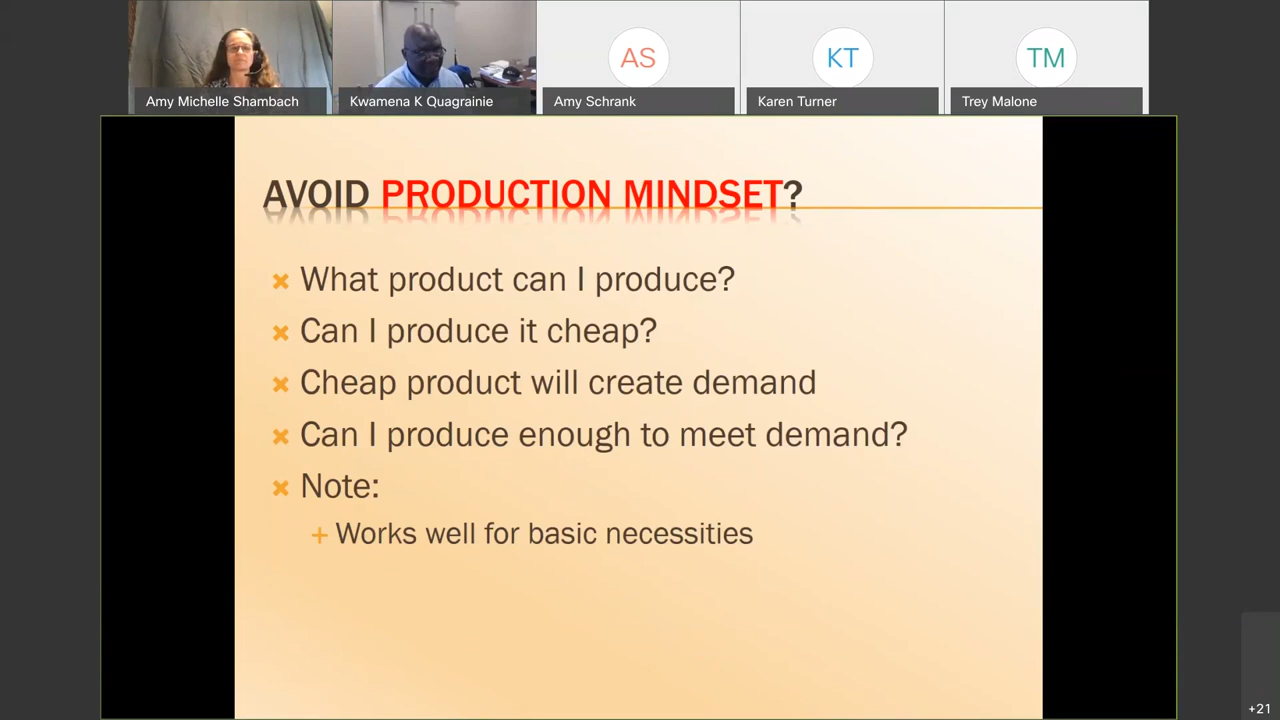 AS
KT
TM
Amy Michelle Shambach
Kwamena K Quagrainie
Amy Schrank
Karen Turner
Trey Malone
AVOID PRODUCTION MINDSET?
What product can I produce?
Can I produce it cheap?
Cheap product will create demand
Can I produce enough to meet demand?
Note:
Works well for basic necessities
+21